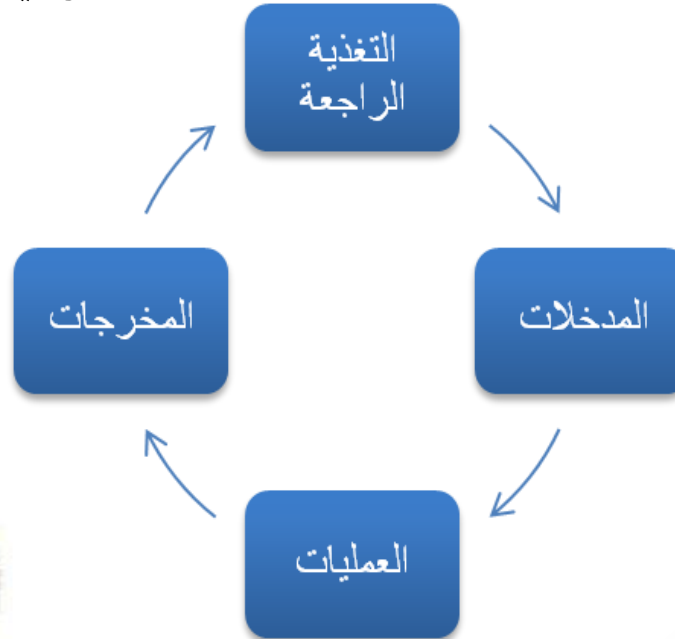 التغذية
الراجعة
المدخلات
العمليات
المخرجات